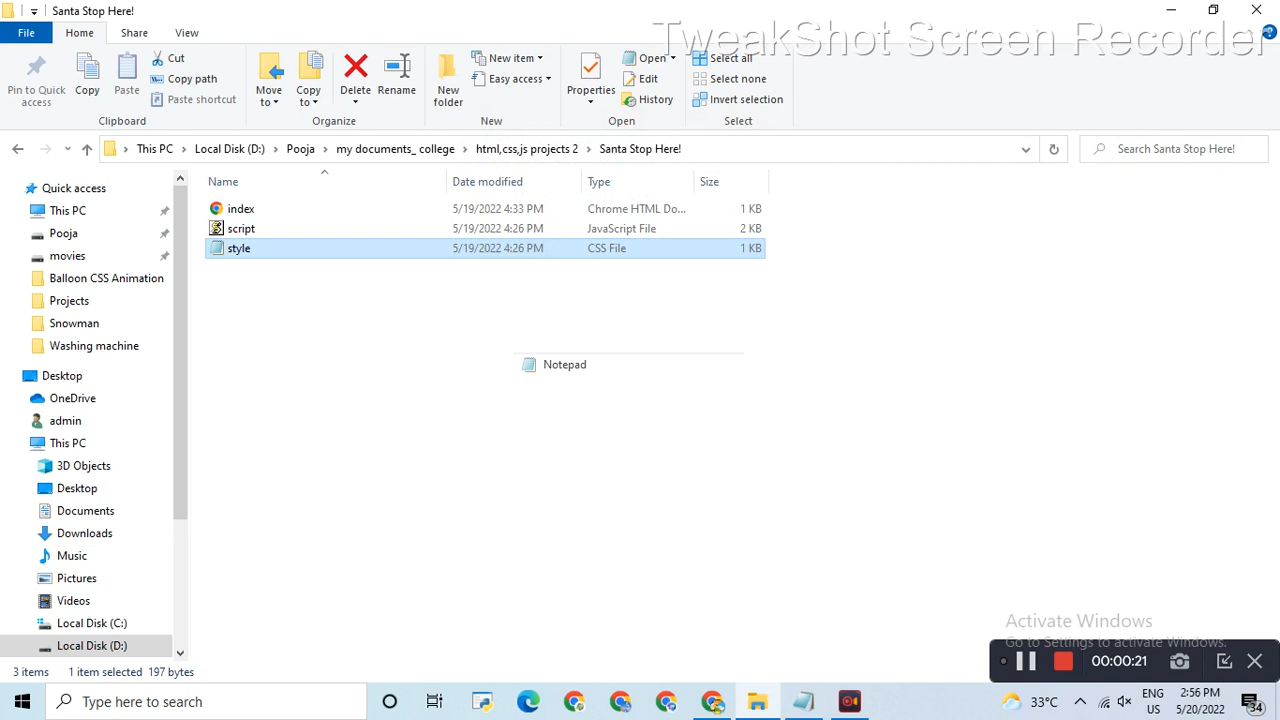 Santa Stop Here!
File Home Share View
TweakShot Screen Recorder
Pin to Quick access
Copy
Paste
Cut
Copy path
Paste shortcut
Clipboard
Move to
Copy to
Delete
Rename
Organize
New folder
New item
Easy access
New
Properties
Open
Edit
History
Open
Select all
Select none
Invert selection
Select
This PC Local Disk (D:) Pooja my documents_ college html,css,js projects 2 Santa Stop Here!
Search Santa Stop Here!
Name Date modified Type Size
index 5/19/2022 4:33 PM Chrome HTML Do... 1 KB
script 5/19/2022 4:26 PM JavaScript File 2 KB
style 5/19/2022 4:26 PM CSS File 1 KB
Notepad
Quick access
This PC
Pooja
movies
Balloon CSS Animation
Projects
Snowman
Washing machine
Desktop
OneDrive
admin
This PC
3D Objects
Desktop
Documents
Downloads
Music
Pictures
Videos
Local Disk (C:)
Local Disk (D:)
3 items 1 item selected 197 bytes
Activate Windows
Go to Settings to activate Windows.
00:00:21
Type here to search
33°C
ENG
US
2:56 PM
5/20/2022
34